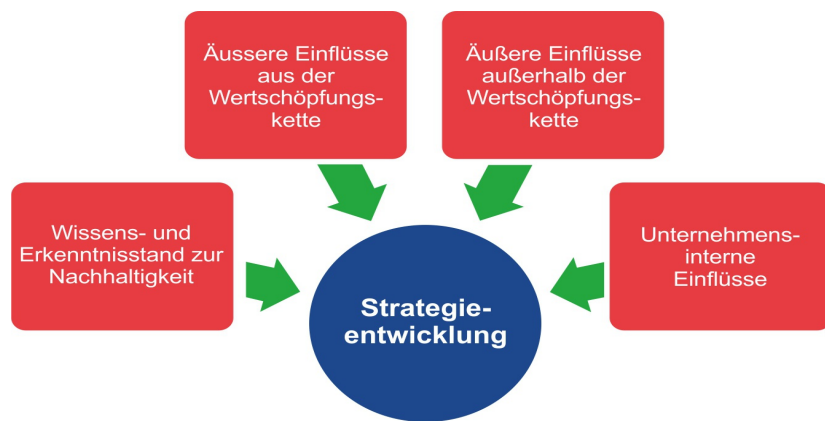 Äussere Einflüsse
aus der
Wertschöpfungs-
kette
Äußere Einflüsse
außerhalb der
Wertschöpfungs-
kette
Wissens- und
Erkenntnisstand zur
Nachhaltigkeit
Unternehmens-
interne
Einflüsse
Strategie-
entwicklung